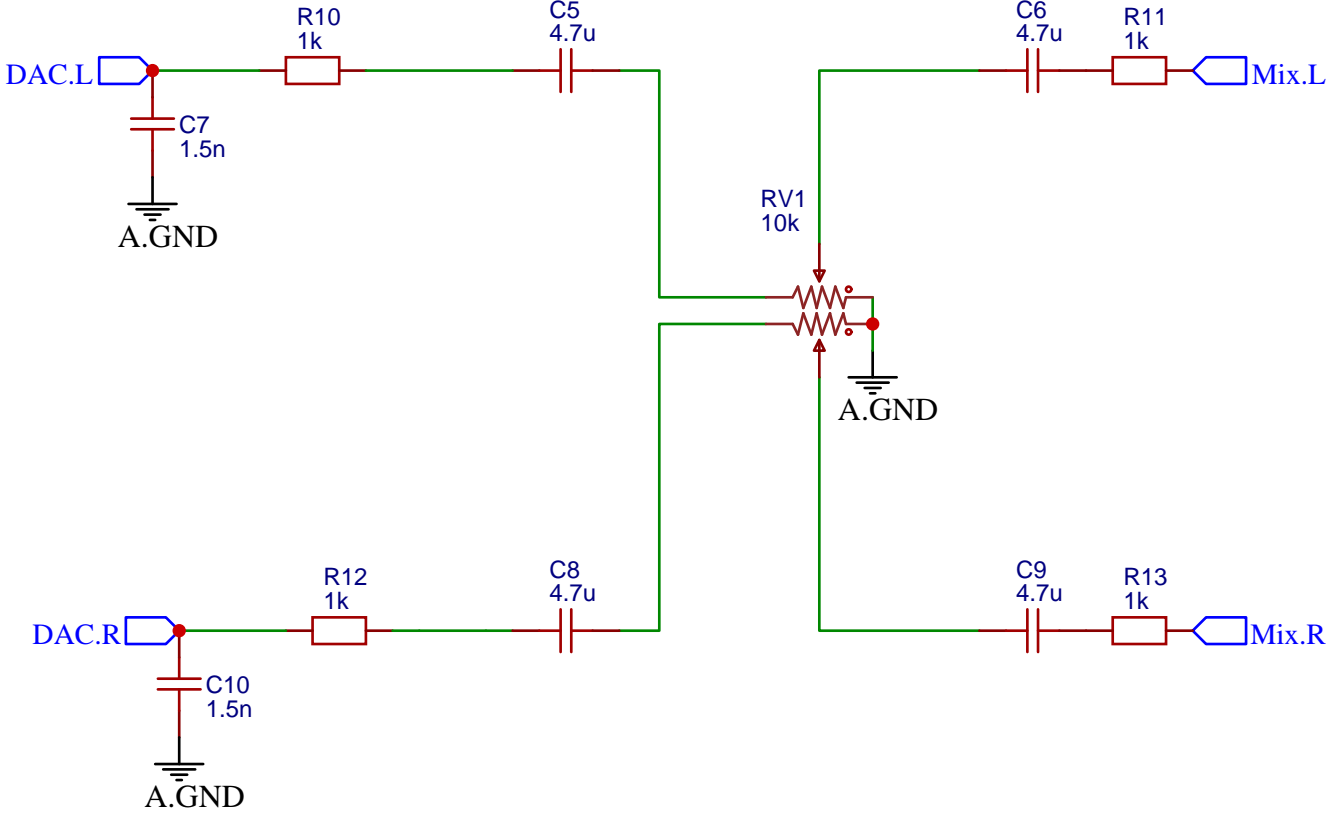 C5
4.7u
C6
4.7u
R10
1k
R11
1k
DAC.L
Mix.L
C7
1.5n
A.GND
RV1
10k
A.GND
C8
4.7u
C9
4.7u
R12
1k
R13
1k
DAC.R
Mix.R
C10
1.5n
A.GND